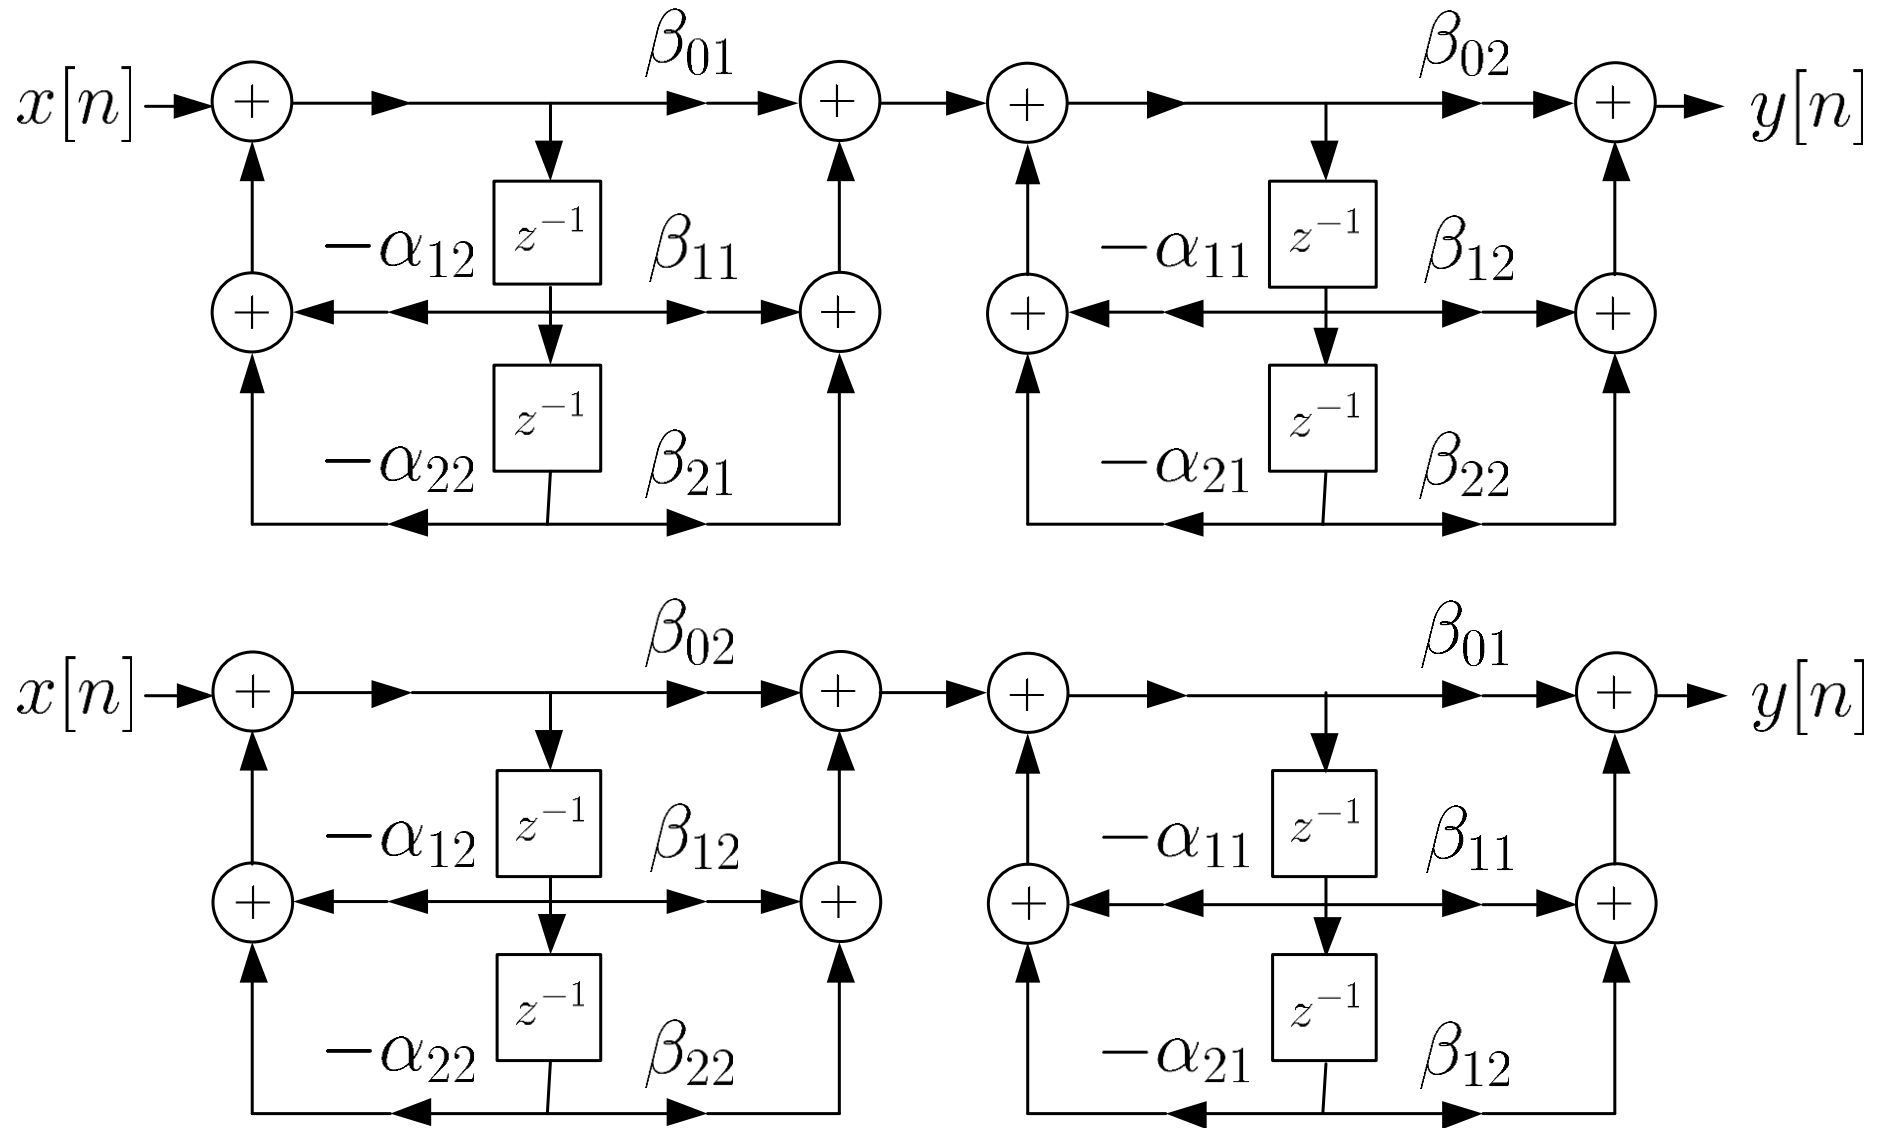 β₀₁ β₀₂
x[n] + + + + y[n]
−α₁₂ z⁻¹ β₁₁ −α₁₁ z⁻¹ β₁₂
+ + + +
−α₂₂ z⁻¹ β₂₁ −α₂₁ z⁻¹ β₂₂
β₀₂ β₀₁
x[n] + + + + y[n]
−α₁₂ z⁻¹ β₁₂ −α₁₁ z⁻¹ β₁₁
+ + + +
−α₂₂ z⁻¹ β₂₂ −α₂₁ z⁻¹ β₁₂